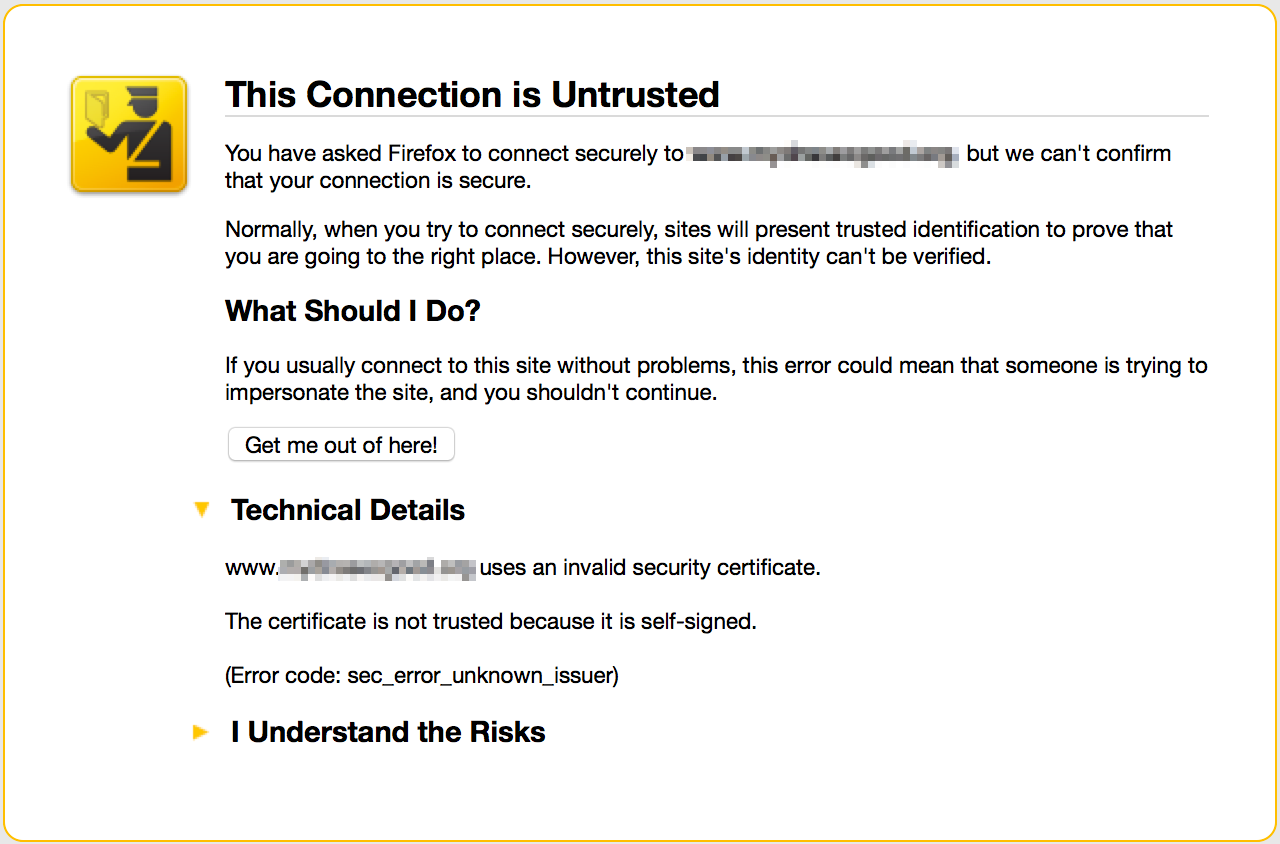 This Connection is Untrusted
You have asked Firefox to connect securely to but we can't confirm
that your connection is secure.
Normally, when you try to connect securely, sites will present trusted identification to prove that
you are going to the right place. However, this site's identity can't be verified.
What Should I Do?
If you usually connect to this site without problems, this error could mean that someone is trying to
impersonate the site, and you shouldn't continue.
Get me out of here!
Technical Details
www. uses an invalid security certificate.
The certificate is not trusted because it is self-signed.
(Error code: sec_error_unknown_issuer)
I Understand the Risks